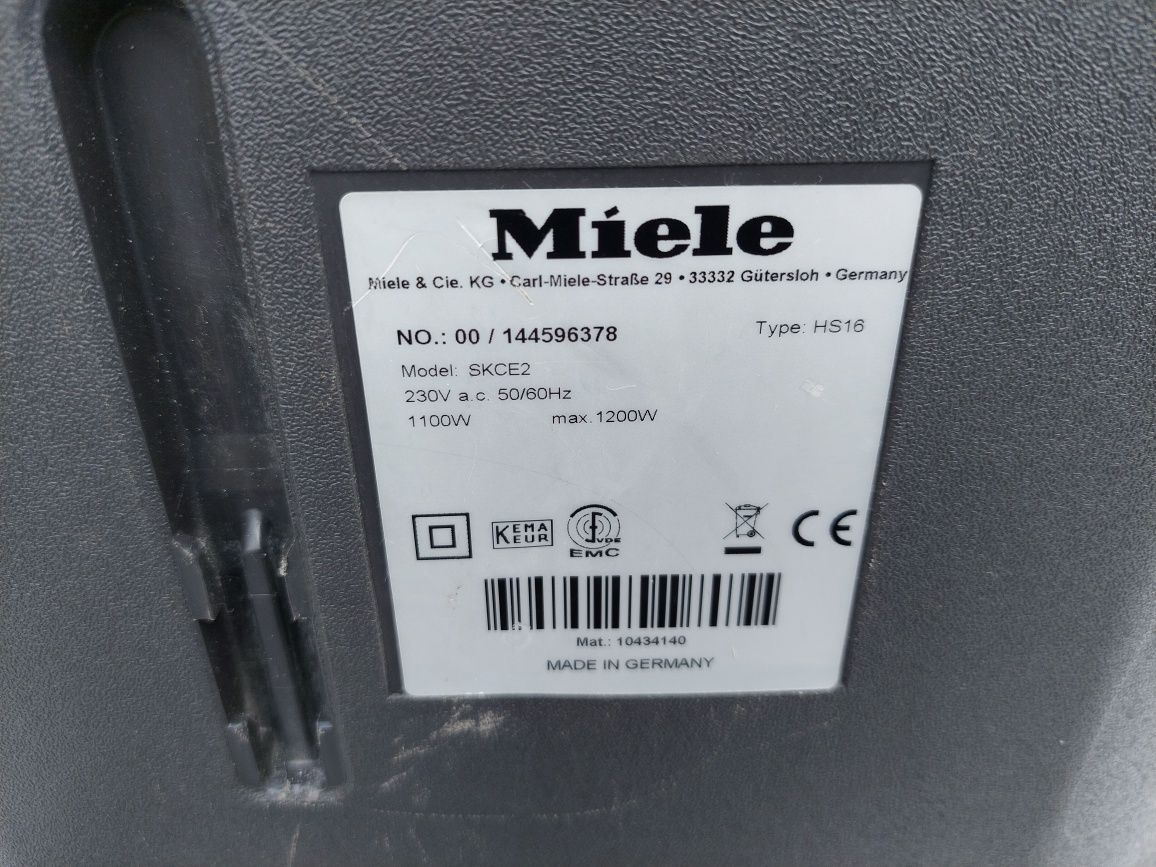 Miele
Miele & Cie. KG • Carl-Miele-Straße 29 • 33332 Gütersloh • Germany
NO.: 00 / 144596378
Type: HS16
Model: SKCE2
230V a.c. 50/60Hz
1100W max.1200W
KEMA
KEUR
VDE
EMC
CE
Mat.: 10434140
MADE IN GERMANY